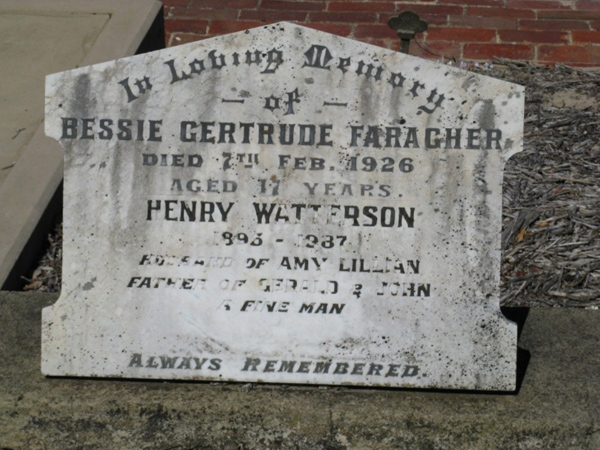 In Loving Memory
— of —
BESSIE GERTRUDE FARAGHER
DIED 7TH FEB. 1926
AGED 17 YEARS.
HENRY WATTERSON
1893 - 1987
HUSBAND OF AMY LILLIAN
FATHER OF GERALD & JOHN
A FINE MAN
ALWAYS REMEMBERED.